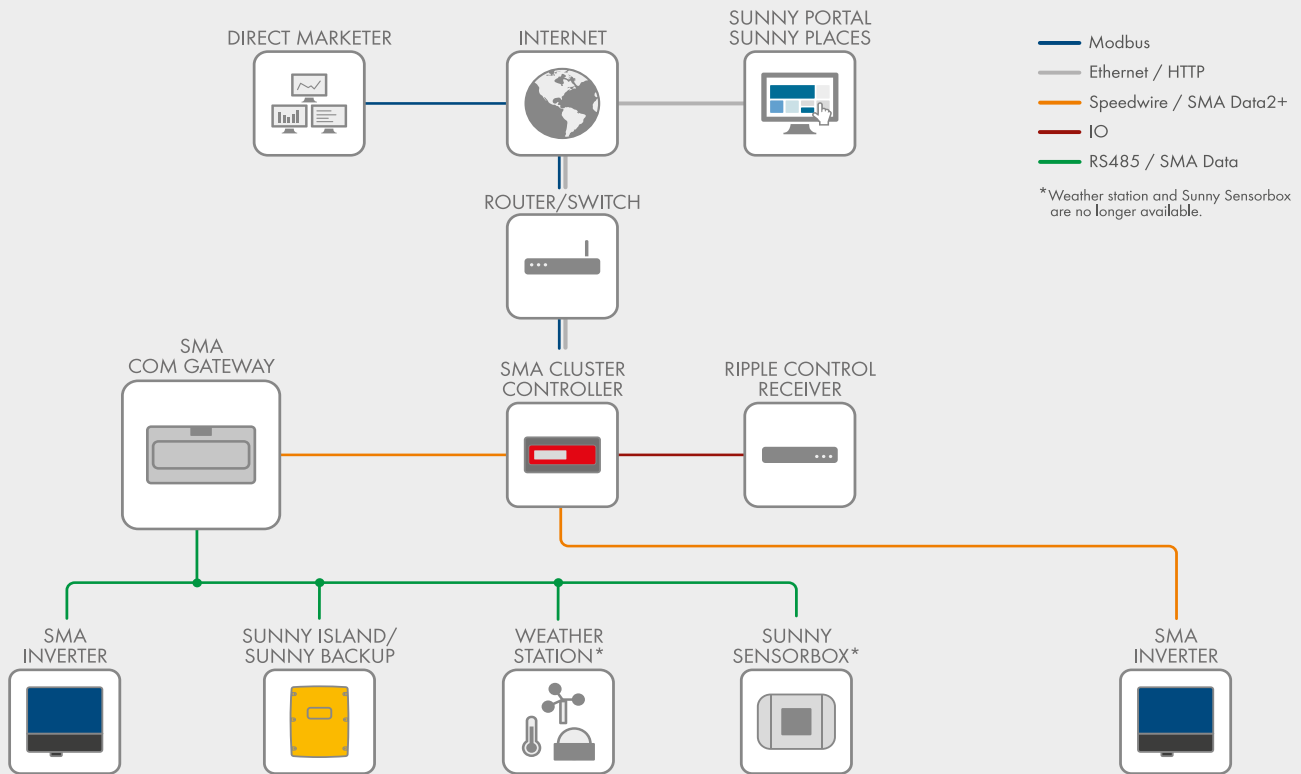 DIRECT MARKETER
INTERNET
SUNNY PORTAL
SUNNY PLACES
Modbus
Ethernet / HTTP
Speedwire / SMA Data2+
IO
RS485 / SMA Data
*Weather station and Sunny Sensorbox
are no longer available.
ROUTER/SWITCH
SMA
COM GATEWAY
SMA CLUSTER
CONTROLLER
RIPPLE CONTROL
RECEIVER
SMA
INVERTER
SUNNY ISLAND/
SUNNY BACKUP
WEATHER
STATION*
SUNNY
SENSORBOX*
SMA
INVERTER